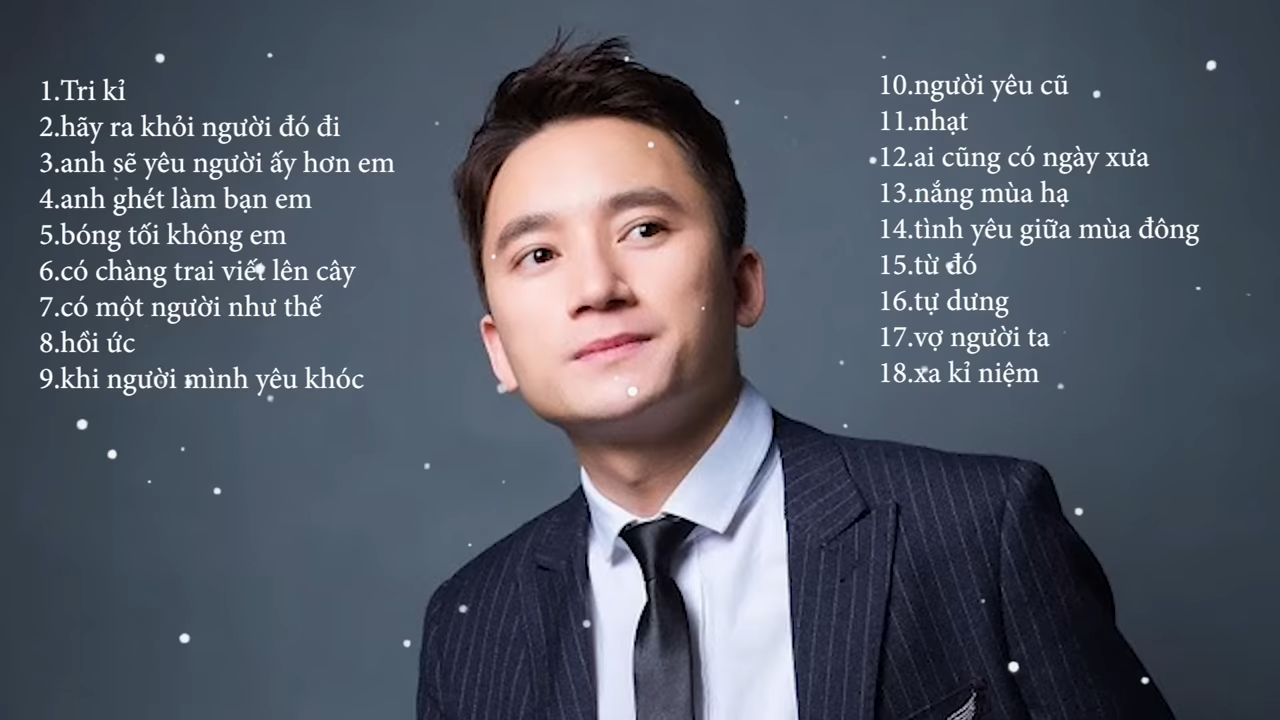 1.Tri kỉ
2.hãy ra khỏi người đó đi
3.anh sẽ yêu người ấy hơn em
4.anh ghét làm bạn em
5.bóng tối không em
6.có chàng trai viết lên cây
7.có một người như thế
8.hồi ức
9.khi người mình yêu khóc
10.người yêu cũ
11.nhạt
12.ai cũng có ngày xưa
13.nắng mùa hạ
14.tình yêu giữa mùa đông
15.từ đó
16.tự dưng
17.vợ người ta
18.xa kỉ niệm